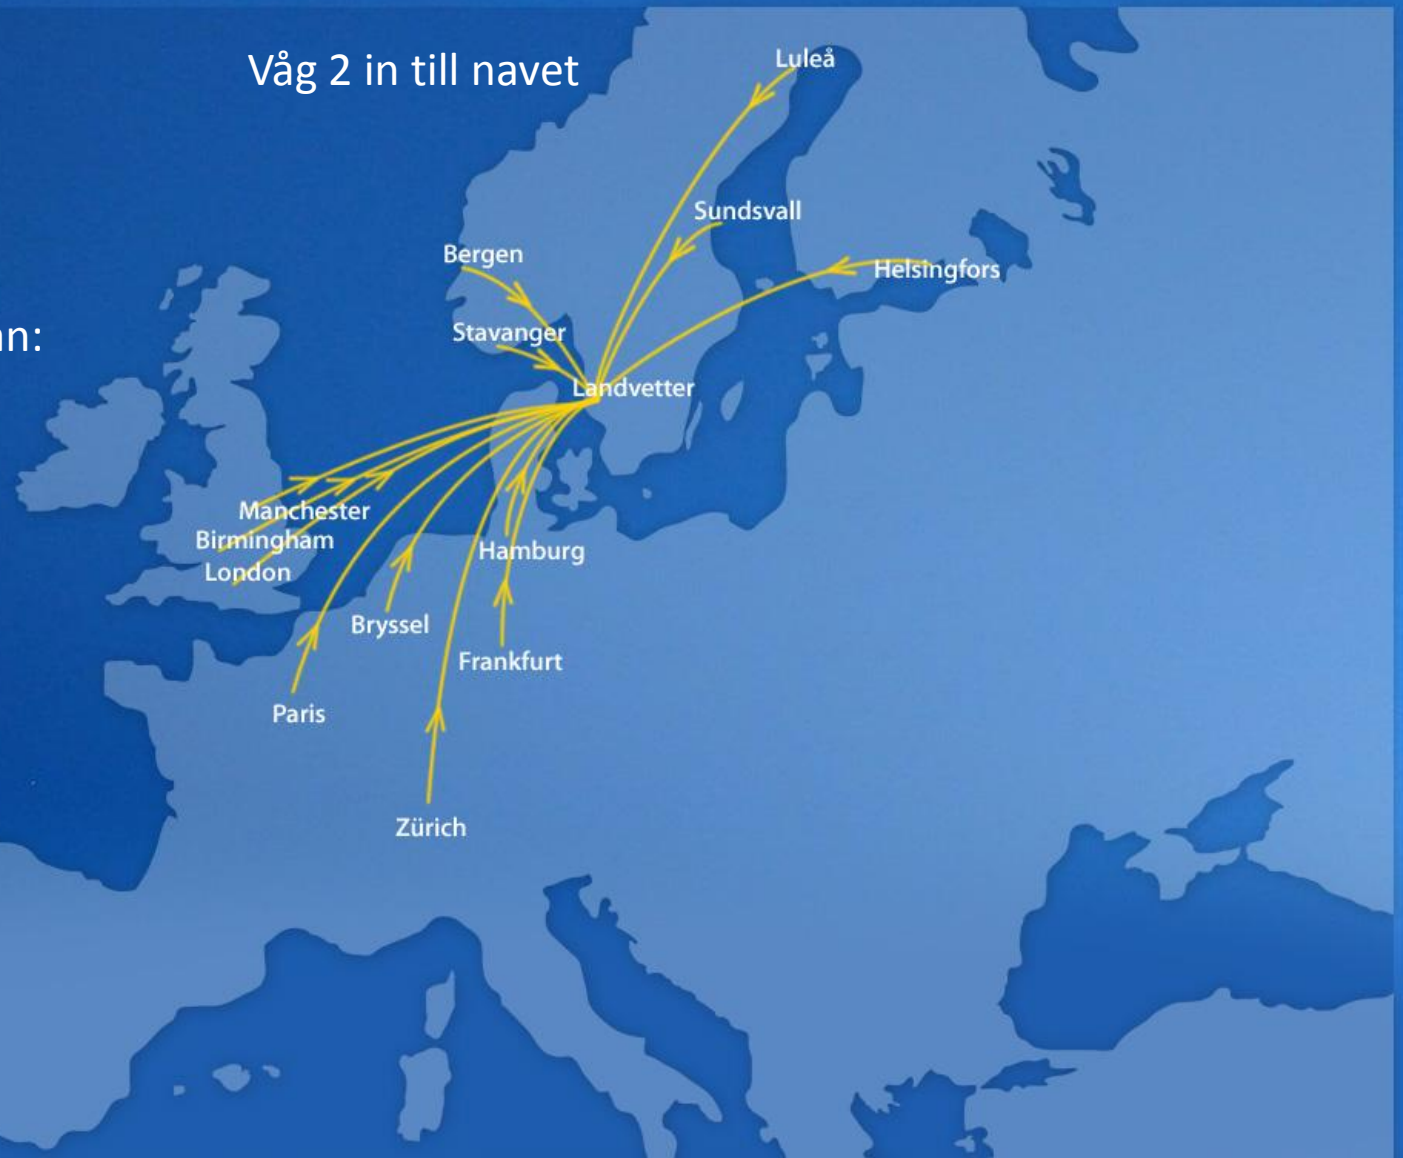 Våg 2 in till navet
Luleå
Sundsvall
Bergen
Helsingfors
Stavanger
Landvetter
Manchester
Birmingham
London
Hamburg
Bryssel
Frankfurt
Paris
Zürich